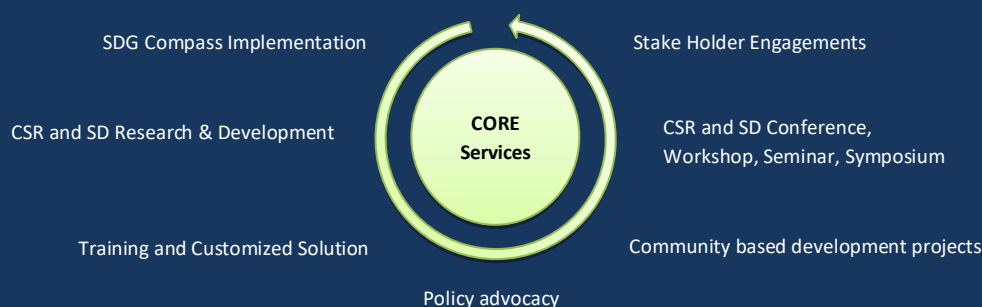 SDG Compass Implementation
Stake Holder Engagements
CSR and SD Research & Development
CORE
Services
CSR and SD Conference,
Workshop, Seminar, Symposium
Training and Customized Solution
Community based development projects
Policy advocacy